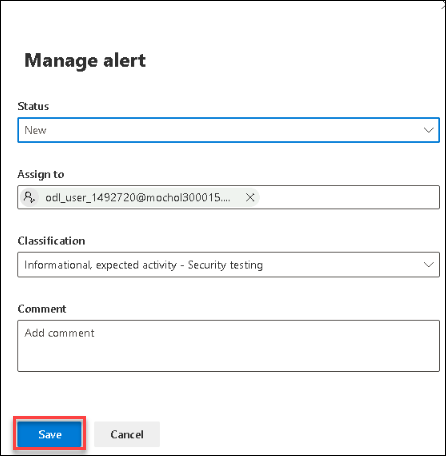 Manage alert
Status
New
Assign to
odl_user_1492720@mochol300015....
Classification
Informational, expected activity - Security testing
Comment
Add comment
Save Cancel